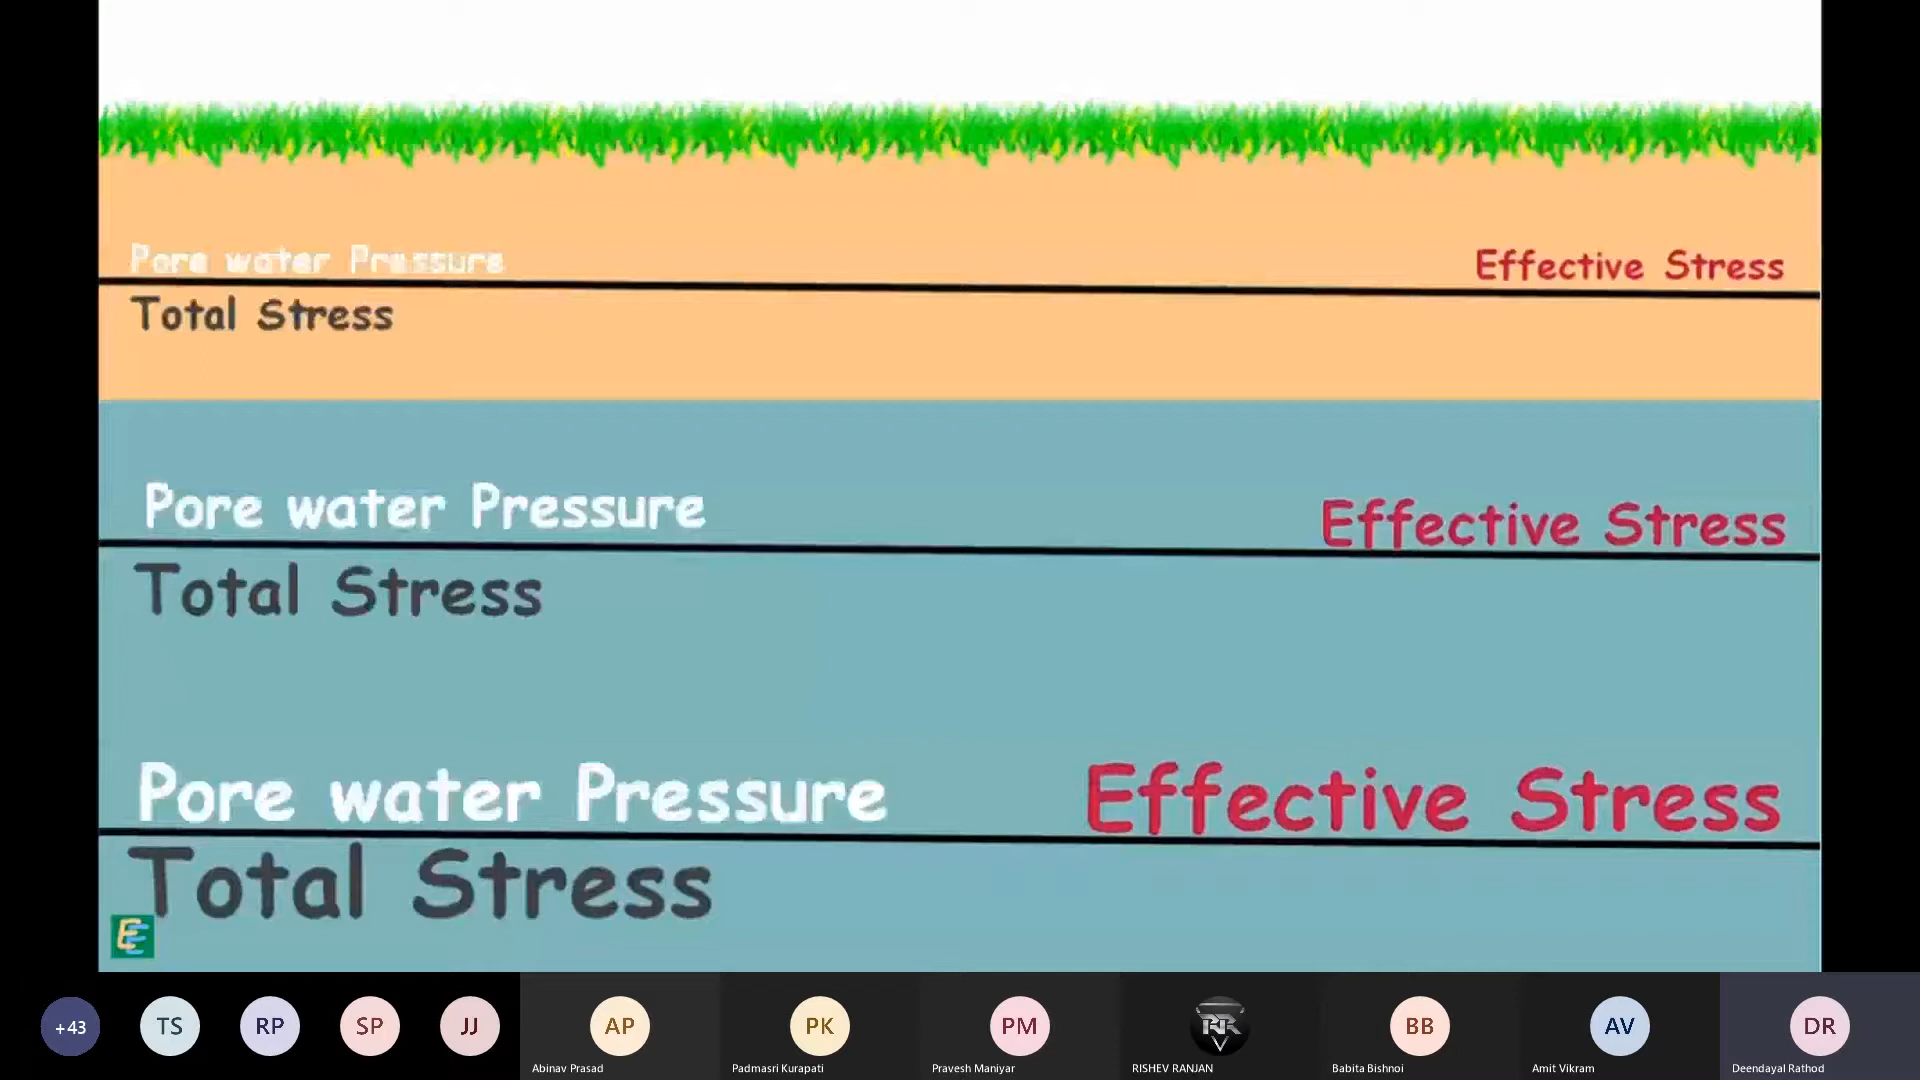 Pore water Pressure
Effective Stress
Total Stress
Pore water Pressure
Effective Stress
Total Stress
Pore water Pressure
Effective Stress
Total Stress
EE
+43
TS
RP
SP
JJ
AP
PK
PM
RR
BB
AV
DR
Abinav Prasad
Padmasri Kurapati
Pravesh Maniyar
RISHEV RANJAN
Babita Bishnoi
Amit Vikram
Deendayal Rathod